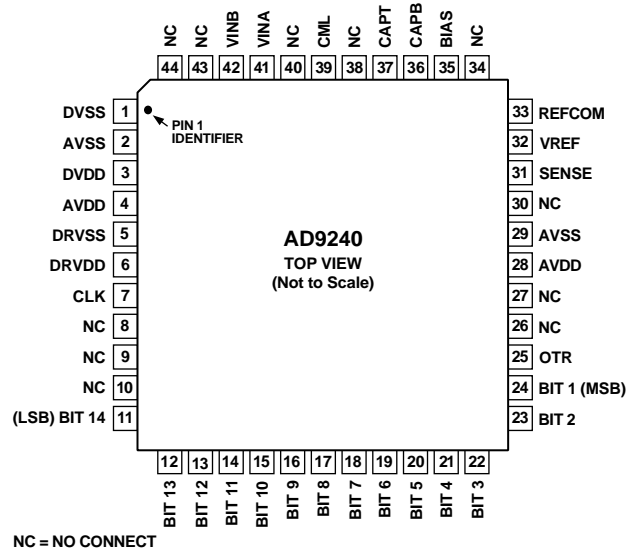 NC
NC
VINB
VINA
NC
CML
NC
CAPT
CAPB
BIAS
NC
44 43 42 41 40 39 38 37 36 35 34
DVSS 1
AVSS 2
DVDD 3
AVDD 4
DRVSS 5
DRVDD 6
CLK 7
NC 8
NC 9
NC 10
(LSB) BIT 14 11
PIN 1
IDENTIFIER
AD9240
TOP VIEW
(Not to Scale)
33 REFCOM
32 VREF
31 SENSE
30 NC
29 AVSS
28 AVDD
27 NC
26 NC
25 OTR
24 BIT 1 (MSB)
23 BIT 2
12 13 14 15 16 17 18 19 20 21 22
BIT 13
BIT 12
BIT 11
BIT 10
BIT 9
BIT 8
BIT 7
BIT 6
BIT 5
BIT 4
BIT 3
NC = NO CONNECT